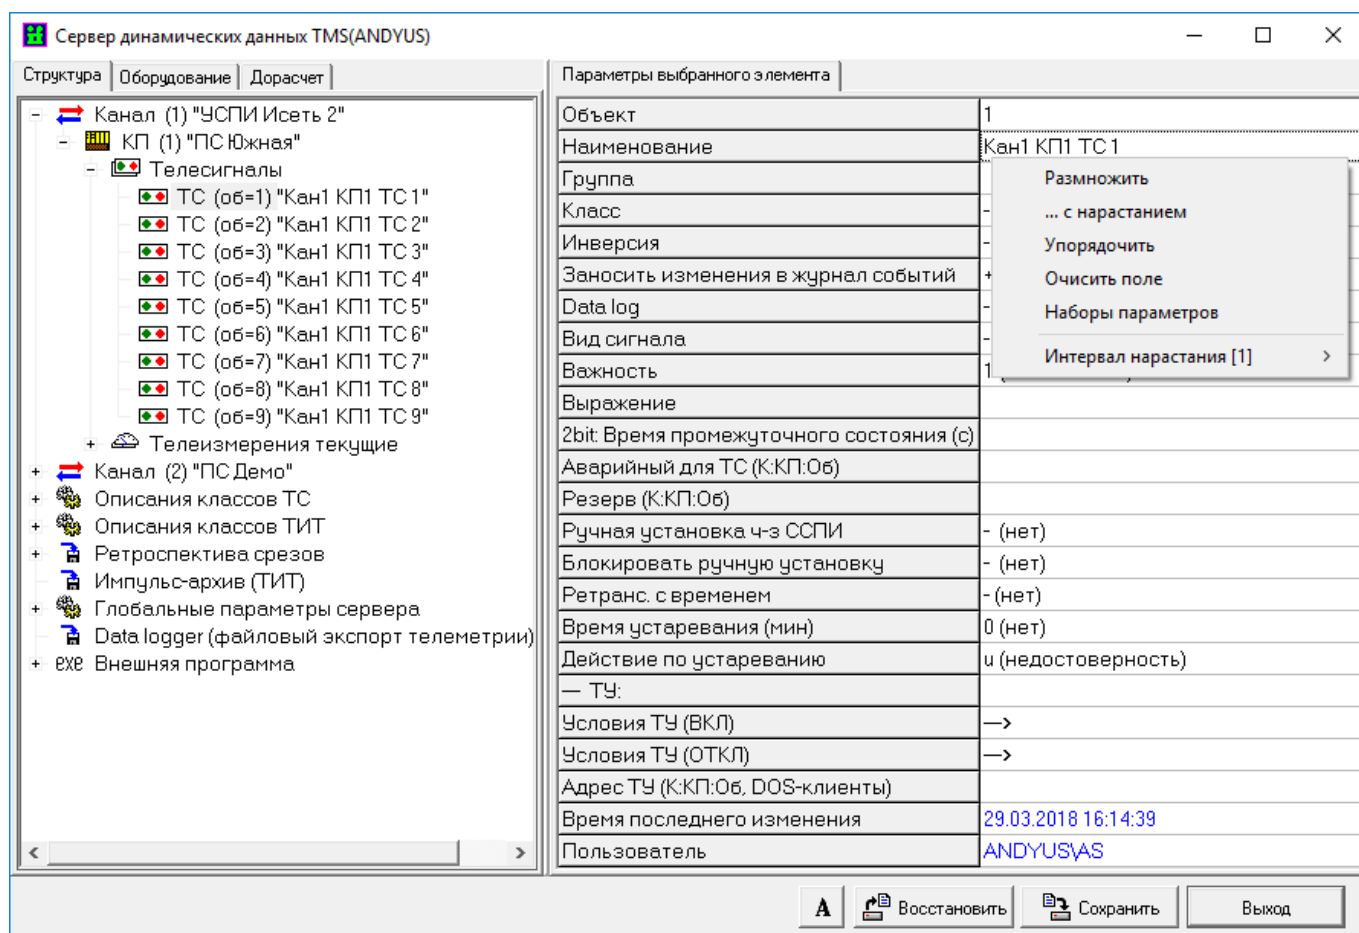 Сервер динамических данных TMS(ANDYUS)
Структура Оборудование Дорасчет
Канал (1) "УСПИ Исеть 2"
КП (1) "ПС Южная"
Телесигналы
ТС (об=1) "Кан1 КП1 ТС 1"
ТС (об=2) "Кан1 КП1 ТС 2"
ТС (об=3) "Кан1 КП1 ТС 3"
ТС (об=4) "Кан1 КП1 ТС 4"
ТС (об=5) "Кан1 КП1 ТС 5"
ТС (об=6) "Кан1 КП1 ТС 6"
ТС (об=7) "Кан1 КП1 ТС 7"
ТС (об=8) "Кан1 КП1 ТС 8"
ТС (об=9) "Кан1 КП1 ТС 9"
Телеизмерения текущие
Канал (2) "ПС Демо"
Описания классов ТС
Описания классов ТИТ
Ретроспектива срезов
Импульс-архив (ТИТ)
Глобальные параметры сервера
Data logger (файловый экспорт телеметрии)
exe Внешняя программа
Параметры выбранного элемента
Объект 1
Наименование Кан1 КП1 ТС 1
Группа
Класс -
Инверсия -
Заносить изменения в журнал событий +
Data log -
Вид сигнала -
Важность 1
Выражение
2bit: Время промежуточного состояния (с)
Аварийный для ТС (К:КП:Об)
Резерв (К:КП:Об)
Ручная установка ч-з ССПИ - (нет)
Блокировать ручную установку - (нет)
Ретранс. с временем - (нет)
Время устаревания (мин) 0 (нет)
Действие по устареванию u (недостоверность)
— ТУ:
Условия ТУ (ВКЛ) —>
Условия ТУ (ОТКЛ) —>
Адрес ТУ (К:КП:Об, DOS-клиенты)
Время последнего изменения 29.03.2018 16:14:39
Пользователь ANDYUS\AS
Размножить
... с нарастанием
Упорядочить
Очисить поле
Наборы параметров
Интервал нарастания [1]
A Восстановить Сохранить Выход